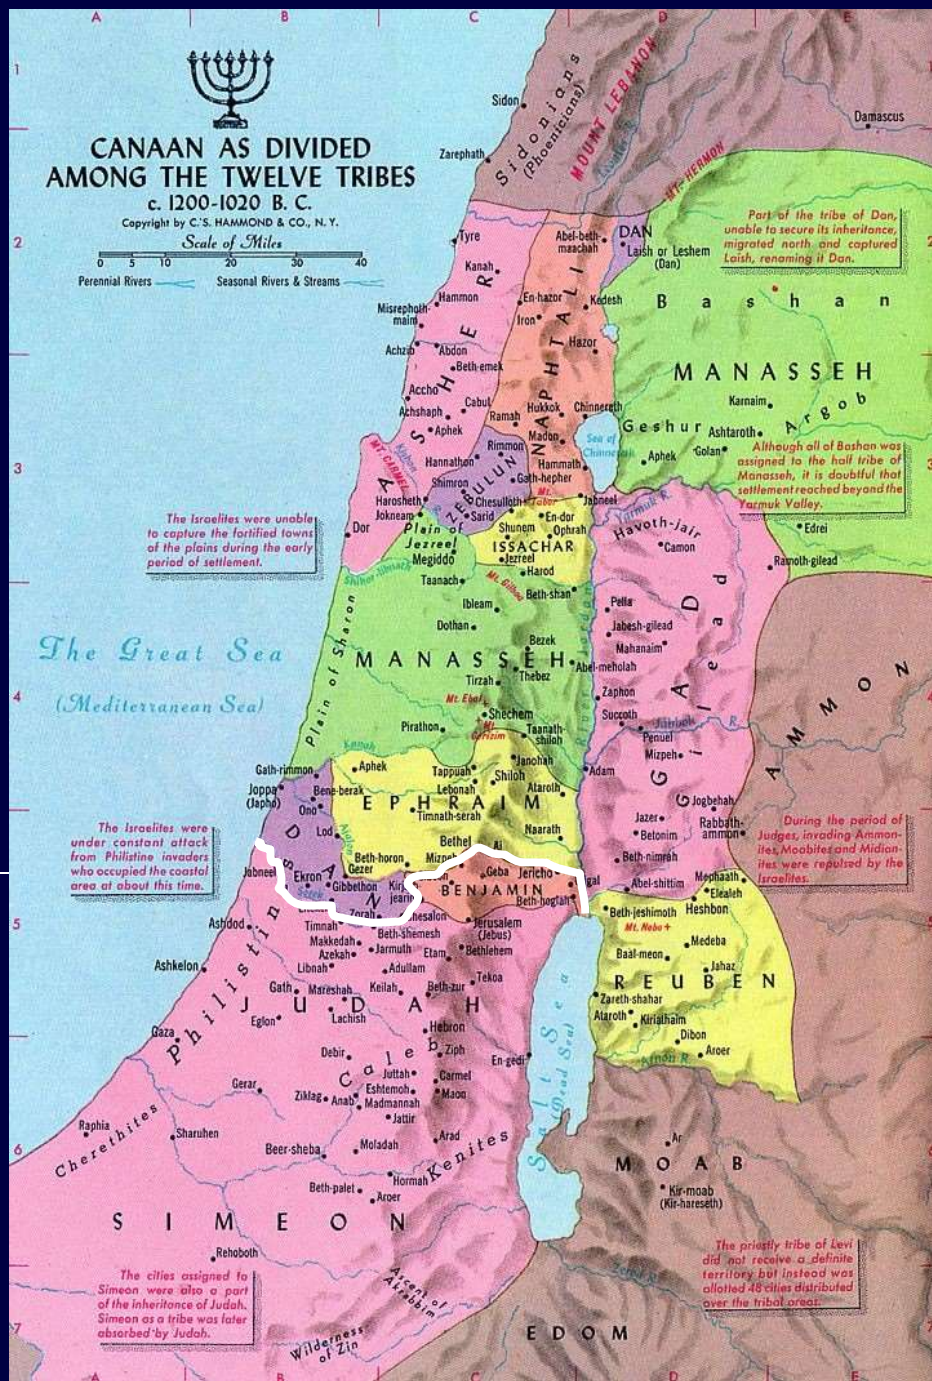 A B C D E
1
CANAAN AS DIVIDED
AMONG THE TWELVE TRIBES
c. 1200-1020 B. C.
Copyright by C.S. HAMMOND & CO., N. Y.
Scale of Miles
0 5 10 20 30 40
Perennial Rivers Seasonal Rivers & Streams
Sidon
Sidonians
(Phoenicians)
MOUNT LEBANON
Damascus
Zarephath
MT. HERMON
2
2
Part of the tribe of Dan,
unable to secure its inheritance,
migrated north and captured
Laish, renaming it Dan.
Tyre
Abel-beth-
maachah
DAN
Laish or Leshem
(Dan)
Kanah
Hammon
En-hazor
Kedesh
Bashan
Misrephoth-
maim
Iron
ASHER
NAPHTALI
Hazor
Achzib
Abdon
Beth-emek
MANASSEH
Accho
Cabul
Hukkok
Chinnereth
Karnaim
Argob
Achshaph
Ramah
Geshur
Ashtaroth
Aphek
Madon
Sea of
Chinnereth
Golan
Aphek
3
3
MT. CARMEL
Kishon
Rimmon
Hannathon
Hammath
ZEBULUN
Although all of Bashan was
assigned to the half tribe of
Manasseh, it is doubtful that
settlement reached beyond the
Yarmuk Valley.
Shimron
Gath-hepher
Mt.
Tabor
Harosheth
Chesulloth
Jabneel
Yarmuk R.
Jokneam
Sarid
En-dor
The Israelites were unable
to capture the fortified towns
of the plains during the early
period of settlement.
Dor
Plain of
Jezreel
Shunem
Ophrah
Havoth-jair
Edrei
ISSACHAR
Camon
Megiddo
Jezreel
Ramoth-gilead
Harod
Taanach
Mt. Gilboa
Beth-shan
Ibleam
Pella
Dothan
Jabesh-gilead
The Great Sea
(Mediterranean Sea)
Plain of Sharon
Bezek
Mahanaim
MANASSEH
Abel-meholah
Thebez
Tirzah
River Jordan
GAD
Gilead
AMMON
4
4
Mt. Ebal
Zaphon
Shechem
Succoth
Jabbok R.
Pirathon
Mt.
Gerizim
Taanath-
shiloh
Penuel
Kanah
Mizpeh
Gath-rimmon
Aphek
Tappuah
Janohah
Adam
Joppa
(Japho)
Bene-berak
Lebonah
Shiloh
Ataroth
Ono
EPHRAIM
Jogbehah
Timnath-serah
Jazer
Rabbath-
ammon
The Israelites were
under constant attack
from Philistine invaders
who occupied the coastal
area at about this time.
DAN
Lod
Bethel
Ai
Naarath
Betonim
During the period of
Judges, invading Ammon-
ites, Moabites and Midian-
ites were repulsed by the
Israelites.
Beth-horon
Beth-nimrah
Jabneel
Gezer
Geba
Jericho
Mephaath
Ekron
Gibbethon
BENJAMIN
Abel-shittim
Elealeh
Beth-hoglah
Heshbon
Zorah
Beth-jeshimoth
5
5
Ashdod
Timnah
Jerusalem
(Jebus)
Mt. Nebo +
Beth-shemesh
Makkedah
Medeba
Azekah
Jarmuth
Etam
Bethlehem
Baal-meon
Ashkelon
Libnah
Adullam
Jahaz
Tekoa
REUBEN
Gath
Mareshah
Keilah
Beth-zur
Zareth-shahar
Philistin
JUDAH
Ataroth
Kiriathaim
Eglon
Lachish
Hebron
Dibon
Gaza
Debir
Caleb
Ziph
En-gedi
Salt Sea
(Dead Sea)
Arnon R.
Aroer
Juttah
Carmel
Gerar
Eshtemoh
Maon
Ziklag
Anab
Madmannah
Jattir
Raphia
Cherethites
Sharuhen
Arad
Ar
6
Beer-sheba
Moladah
Kenites
MOAB
Hormah
Beth-palet
Aroer
Kir-moab
(Kir-hareseth)
SIMEON
Rehoboth
The priestly tribe of Levi
did not receive a definite
territory but instead was
allotted 48 cities distributed
over the tribal areas.
The cities assigned to
Simeon were also a part
of the inheritance of Judah.
Simeon as a tribe was later
absorbed by Judah.
Ascent of
Akrabbim
Zered R.
7
7
Wilderness
of Zin
EDOM
A B C D E